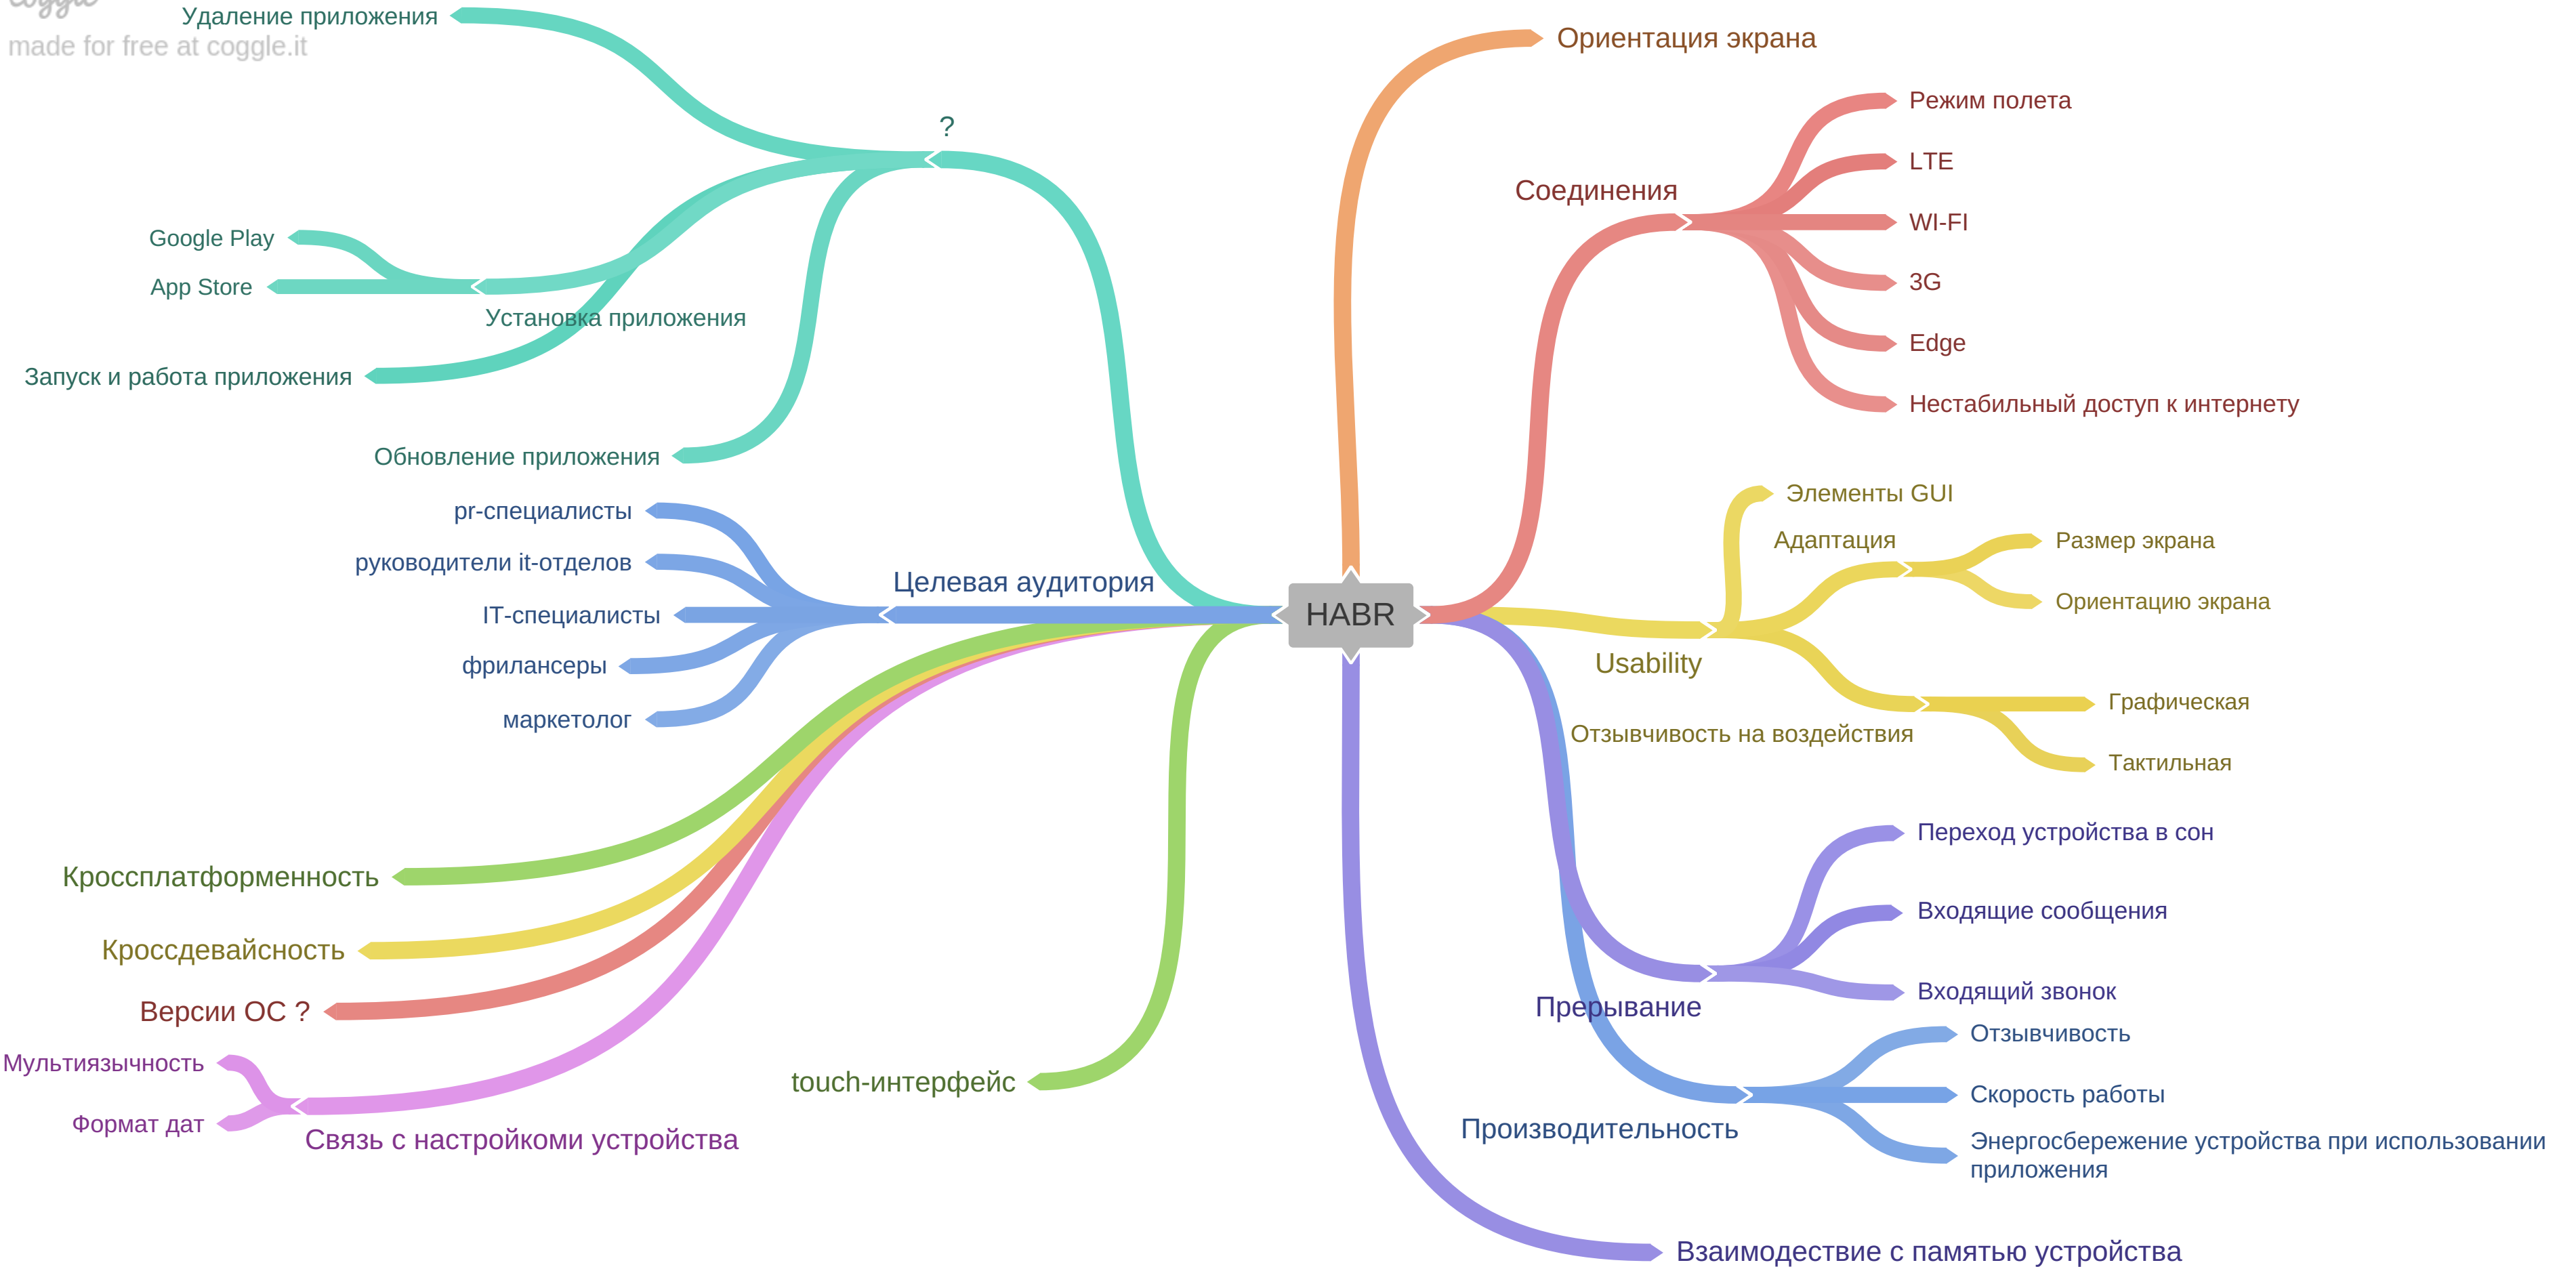 coggle
made for free at coggle.it
Удаление приложения
?
Google Play
App Store
Установка приложения
Запуск и работа приложения
Обновление приложения
pr-специалисты
руководители it-отделов
IT-специалисты
фрилансеры
маркетолог
Целевая аудитория
Кроссплатформенность
Кроссдевайсность
Версии ОС ?
Мультиязычность
Формат дат
Связь с настройкоми устройства
touch-интерфейс
HABR
Ориентация экрана
Соединения
Режим полета
LTE
WI-FI
3G
Edge
Нестабильный доступ к интернету
Элементы GUI
Адаптация
Размер экрана
Ориентацию экрана
Usability
Отзывчивость на воздействия
Графическая
Тактильная
Переход устройства в сон
Входящие сообщения
Входящий звонок
Прерывание
Отзывчивость
Скорость работы
Производительность
Энергосбережение устройства при использовании
приложения
Взаимодествие с памятью устройства